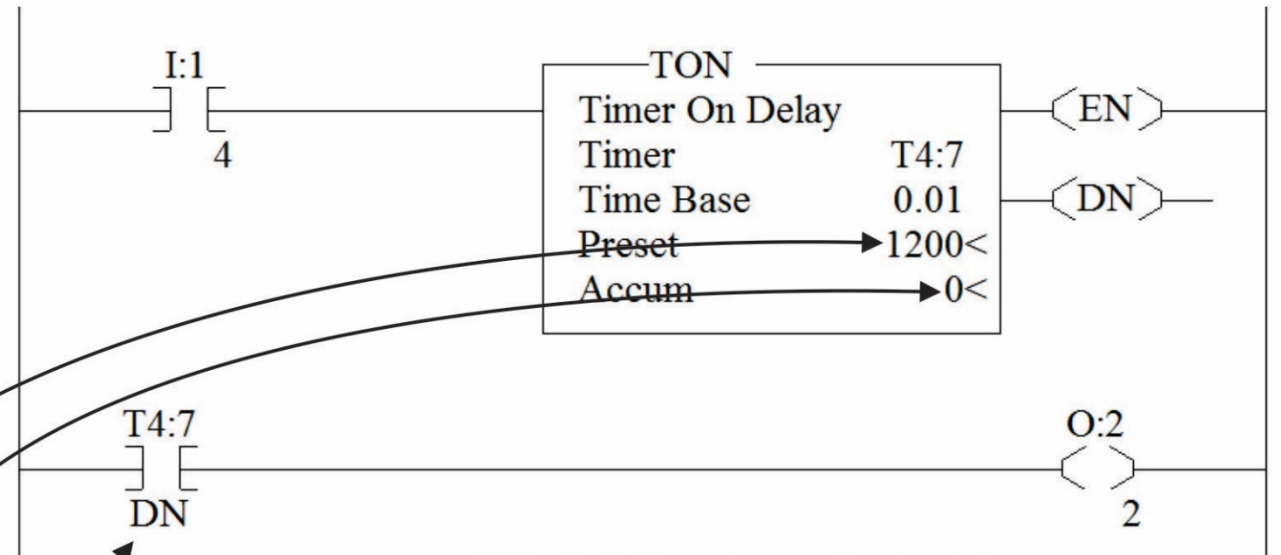 I:1
4
TON
Timer On Delay
Timer T4:7
Time Base 0.01
Preset 1200<
Accum 0<
EN
DN
T4:7
DN
O:2
2